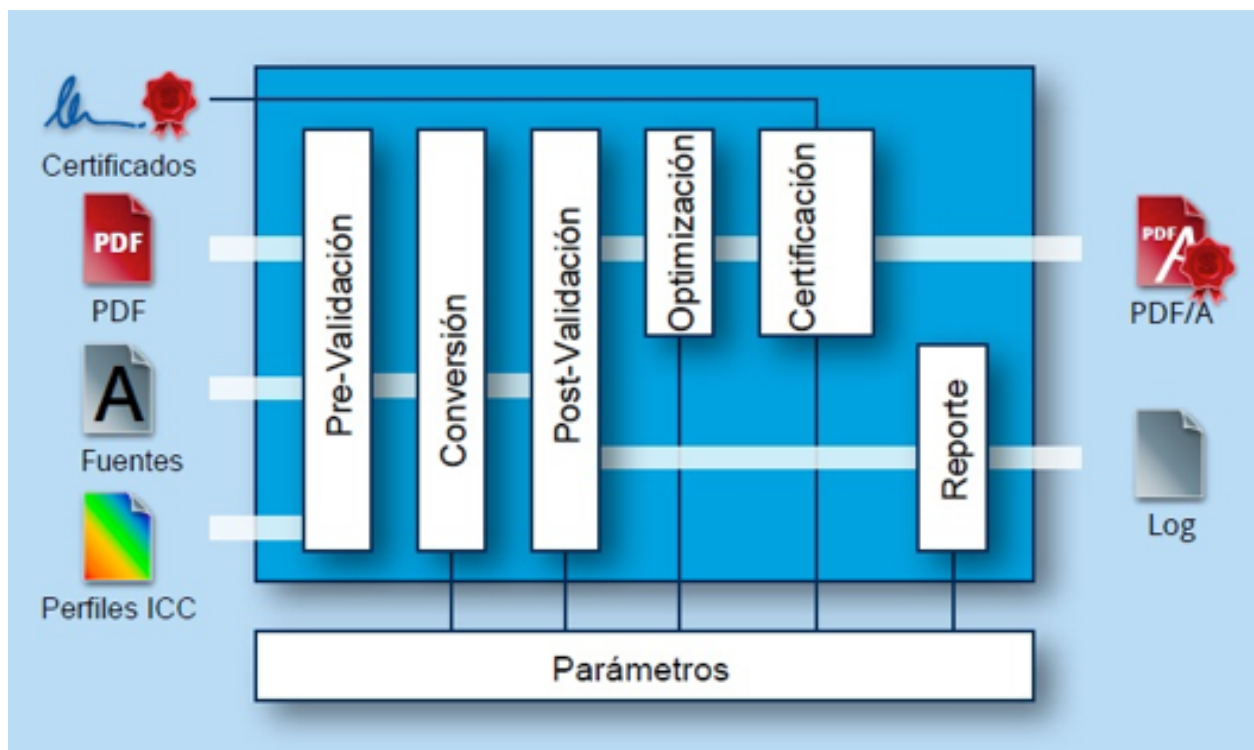 Certificados
PDF
PDF
A
Fuentes
Perfiles ICC
Pre-Validación
Conversión
Post-Validación
Optimización
Certificación
Reporte
PDF
A
PDF/A
Log
Parámetros